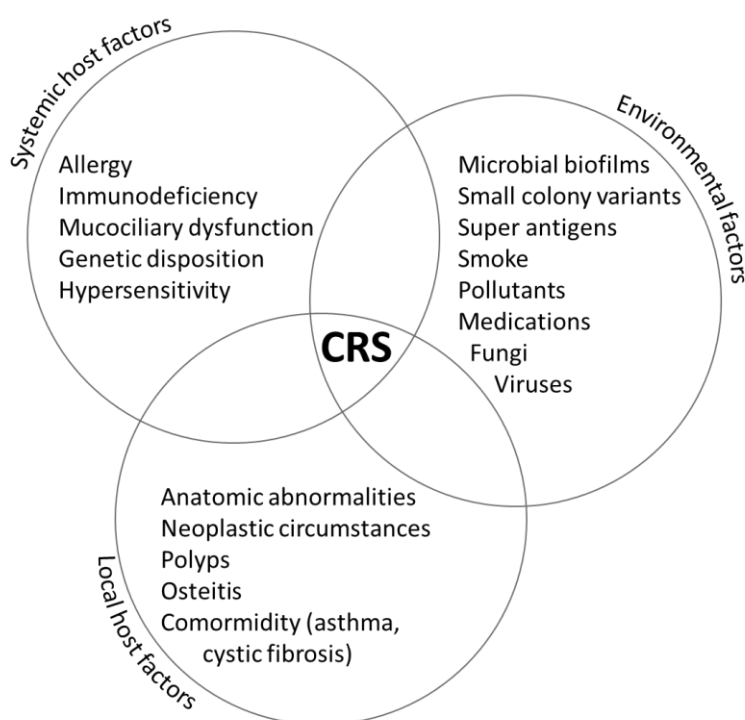 Systemic host factors
Allergy
Immunodeficiency
Mucociliary dysfunction
Genetic disposition
Hypersensitivity
Environmental factors
Microbial biofilms
Small colony variants
Super antigens
Smoke
Pollutants
Medications
Fungi
Viruses
CRS
Local host factors
Anatomic abnormalities
Neoplastic circumstances
Polyps
Osteitis
Comormidity (asthma,
cystic fibrosis)